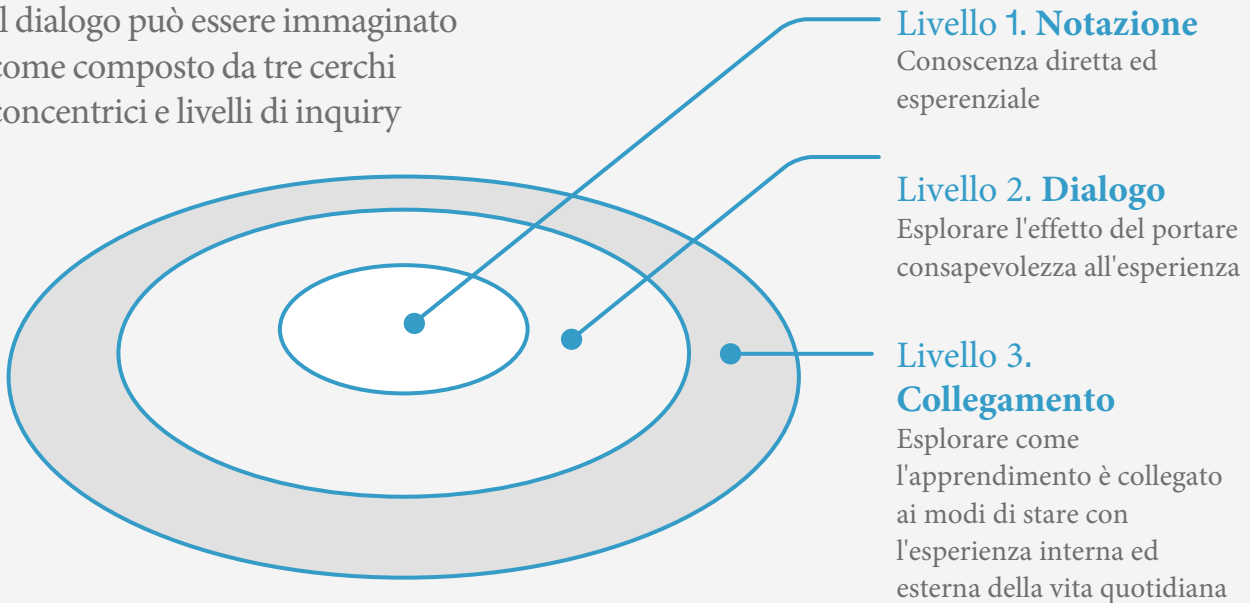 l dialogo può essere immaginato
come composto da tre cerchi
concentrici e livelli di inquiry
Livello 1. Notazione
Conoscenza diretta ed
esperenziale
Livello 2. Dialogo
Esplorare l'effetto del portare
consapevolezza all'esperienza
Livello 3.
Collegamento
Esplorare come
l'apprendimento è collegato
ai modi di stare con
l'esperienza interna ed
esterna della vita quotidiana